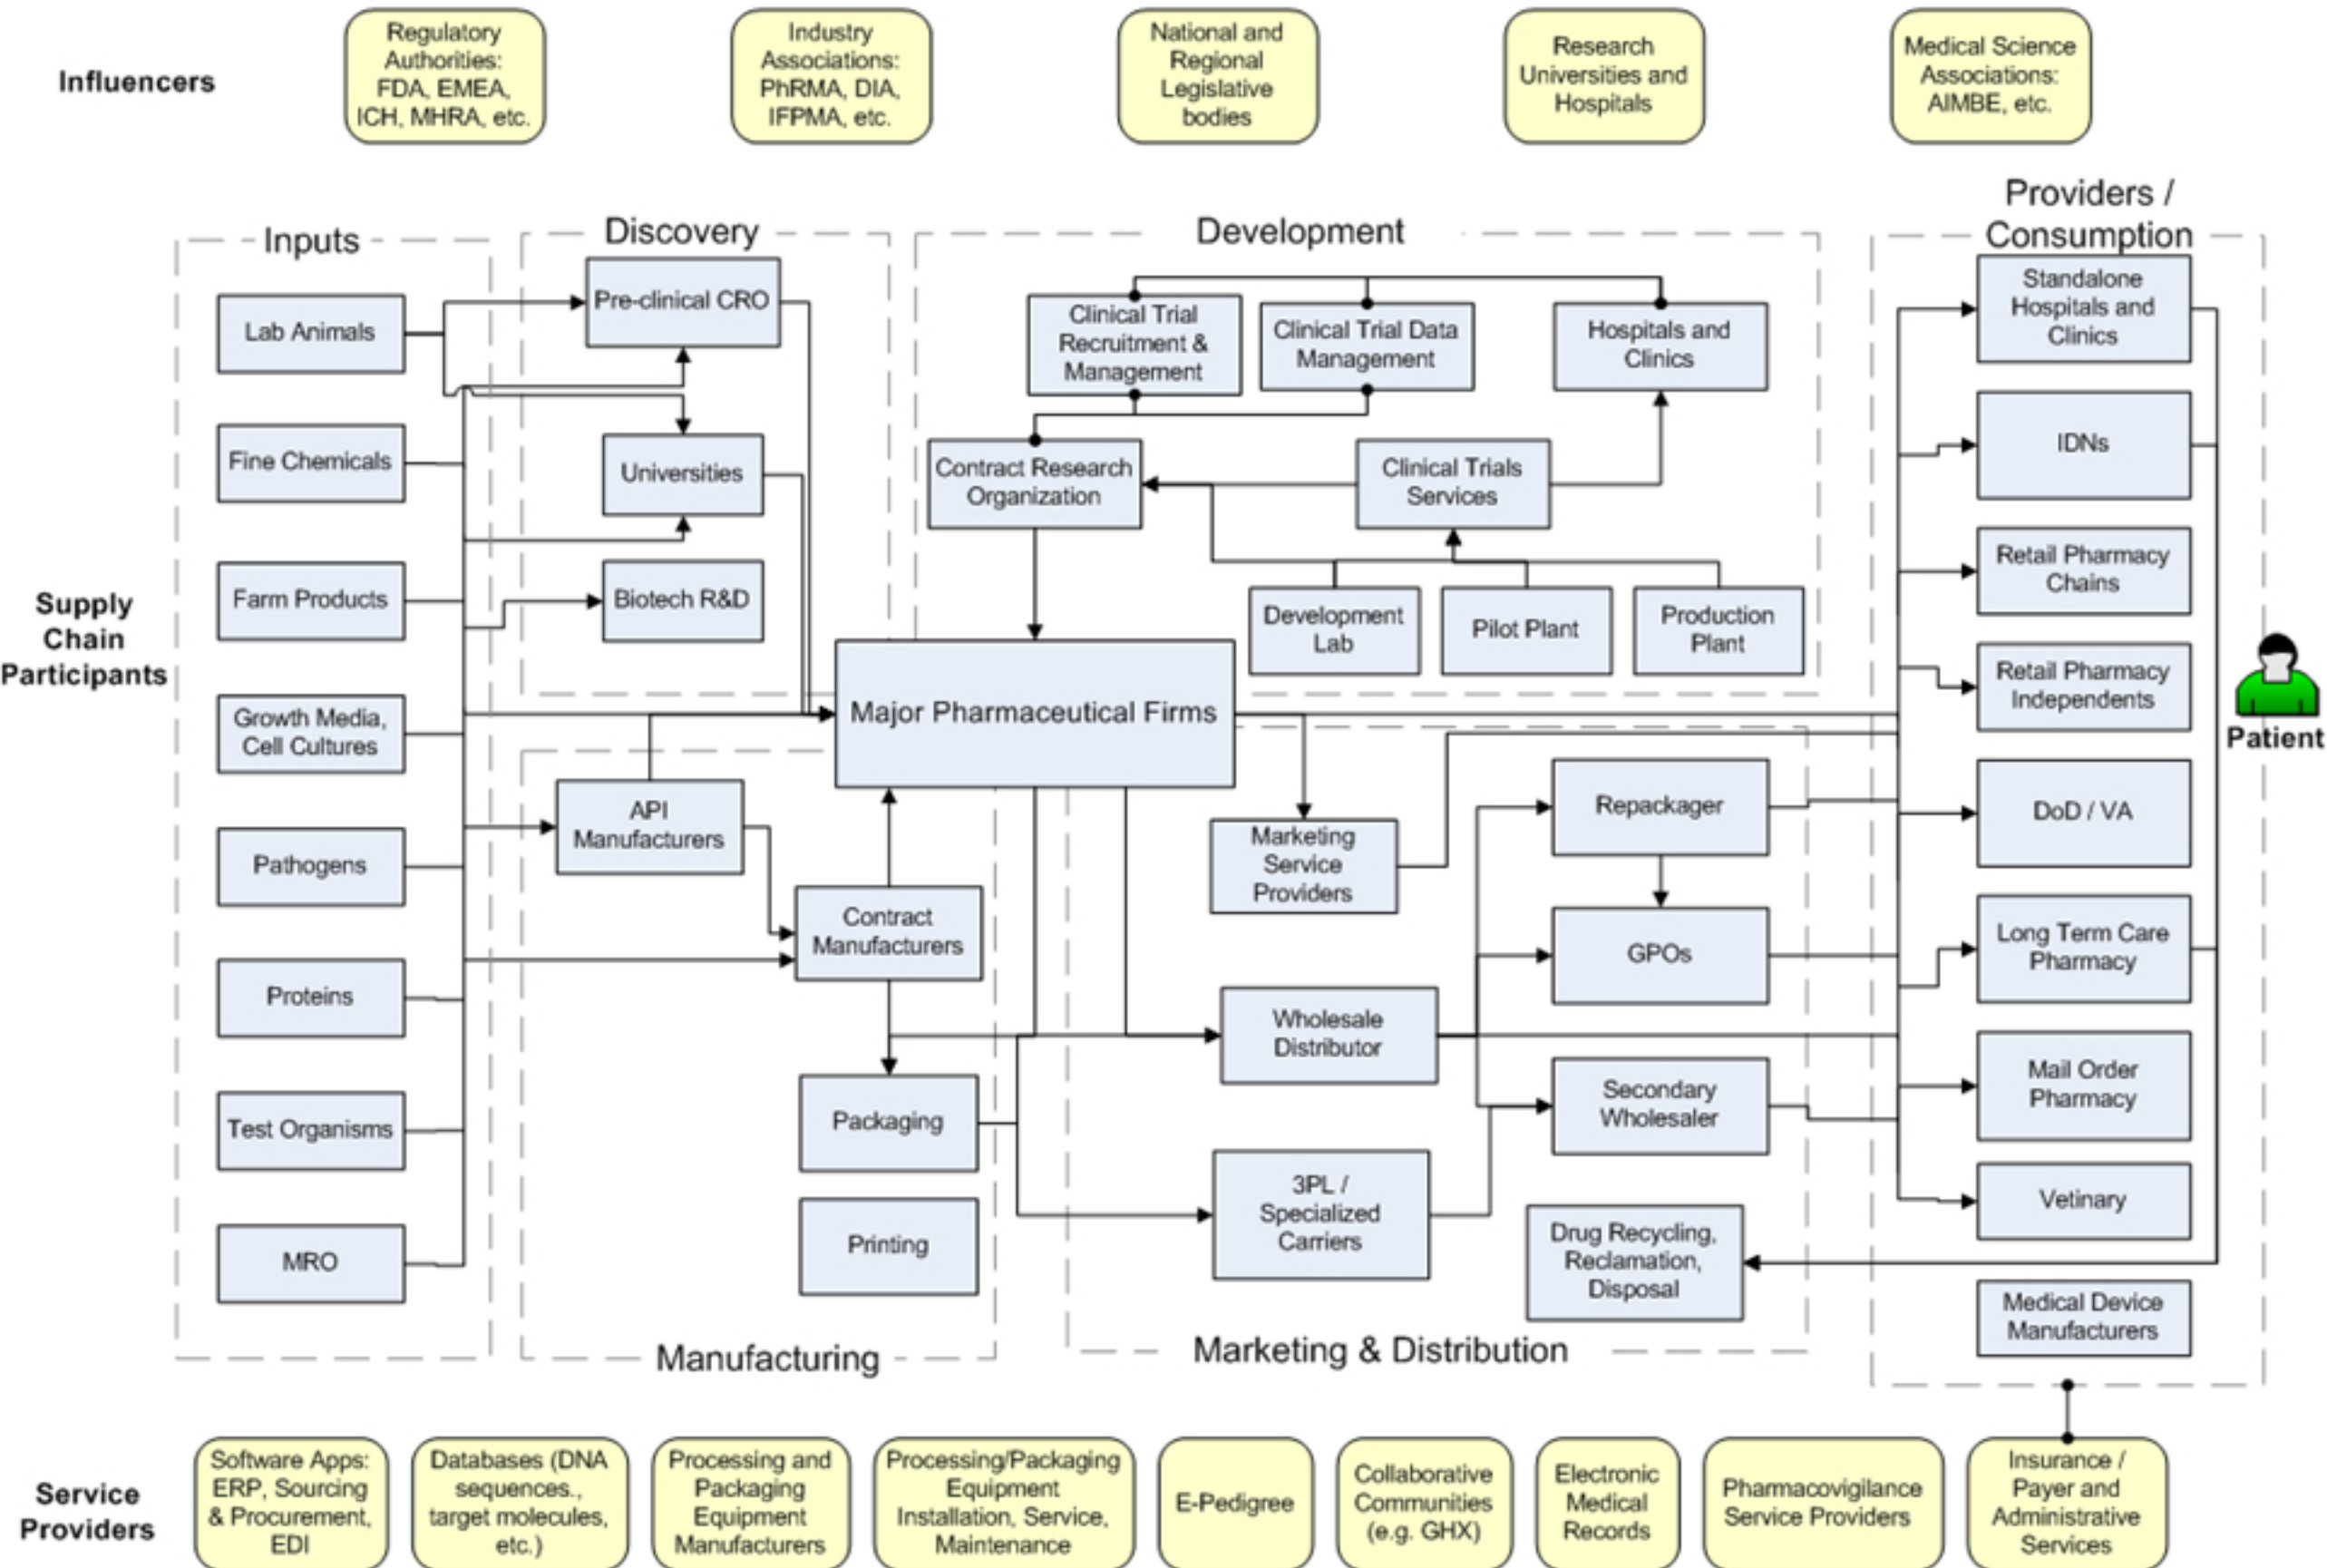 Influencers
Regulatory
Authorities:
FDA, EMEA,
ICH, MHRA, etc.
Industry
Associations:
PhRMA, DIA,
IFPMA, etc.
National and
Regional
Legislative
bodies
Research
Universities and
Hospitals
Medical Science
Associations:
AIMBE, etc.
Supply
Chain
Participants
Inputs
Lab Animals
Fine Chemicals
Farm Products
Growth Media,
Cell Cultures
Pathogens
Proteins
Test Organisms
MRO
Discovery
Pre-clinical CRO
Universities
Biotech R&D
Development
Clinical Trial
Recruitment &
Management
Clinical Trial Data
Management
Hospitals and
Clinics
Contract Research
Organization
Clinical Trials
Services
Development
Lab
Pilot Plant
Production
Plant
Major Pharmaceutical Firms
API
Manufacturers
Contract
Manufacturers
Packaging
Printing
Manufacturing
Marketing
Service
Providers
Repackager
GPOs
Wholesale
Distributor
Secondary
Wholesaler
3PL /
Specialized
Carriers
Drug Recycling,
Reclamation,
Disposal
Marketing & Distribution
Providers /
Consumption
Standalone
Hospitals and
Clinics
IDNs
Retail Pharmacy
Chains
Retail Pharmacy
Independents
DoD / VA
Long Term Care
Pharmacy
Mail Order
Pharmacy
Vetinary
Medical Device
Manufacturers
Patient
Service
Providers
Software Apps:
ERP, Sourcing
& Procurement,
EDI
Databases (DNA
sequences.,
target molecules,
etc.)
Processing and
Packaging
Equipment
Manufacturers
Processing/Packaging
Equipment
Installation, Service,
Maintenance
E-Pedigree
Collaborative
Communities
(e.g. GHX)
Electronic
Medical
Records
Pharmacovigilance
Service Providers
Insurance /
Payer and
Administrative
Services